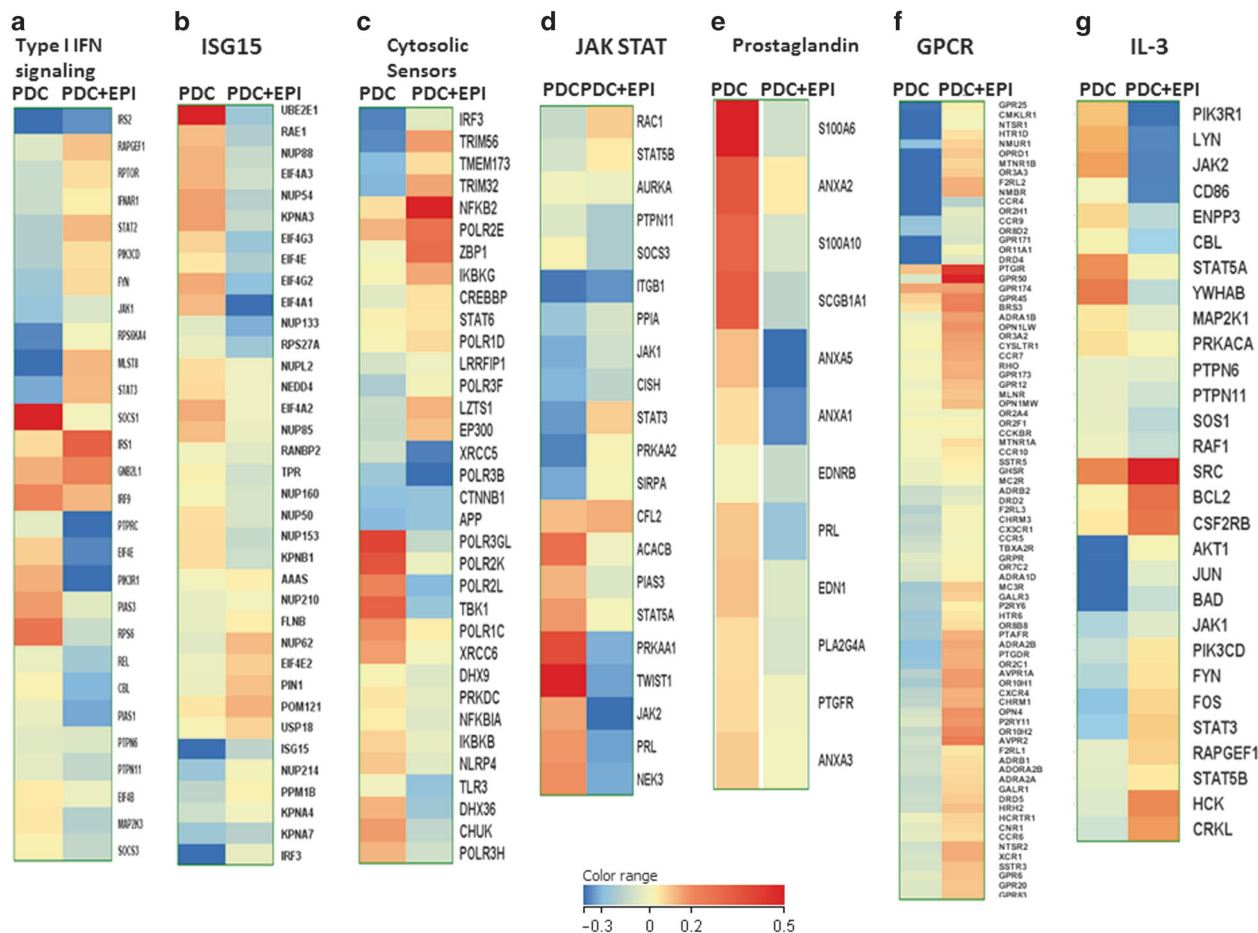 a
Type I IFN
signaling
PDC PDC+EPI
IRS2
RAPGEF1
RPTOR
IFNAR1
STAT2
PIK3CD
FYN
JAK1
RPS6KA4
MLST8
STAT3
SOCS1
IRS1
GNB2L1
IRF9
PTPRC
EIF4E
PIK3R1
PIAS3
RPS6
REL
CBL
PIAS1
PTPN6
PTPN11
EIF4B
MAP2K3
SOCS3
b
ISG15
PDC PDC+EPI
UBE2E1
RAE1
NUP88
EIF4A3
NUP54
KPNA3
EIF4G3
EIF4E
EIF4G2
EIF4A1
NUP133
RPS27A
NUPL2
NEDD4
EIF4A2
NUP85
RANBP2
TPR
NUP160
NUP50
NUP153
KPNB1
AAAS
NUP210
FLNB
NUP62
EIF4E2
PIN1
POM121
USP18
ISG15
NUP214
PPM1B
KPNA4
KPNA7
IRF3
c
Cytosolic
Sensors
PDC PDC+EPI
IRF3
TRIM56
TMEM173
TRIM32
NFKB2
POLR2E
ZBP1
IKBKG
CREBBP
STAT6
POLR1D
LRRFIP1
POLR3F
LZTS1
EP300
XRCC5
POLR3B
CTNNB1
APP
POLR3GL
POLR2K
POLR2L
TBK1
POLR1C
XRCC6
DHX9
PRKDC
NFKBIA
IKBKB
NLRP4
TLR3
DHX36
CHUK
POLR3H
d
JAK STAT
PDCPDC+EPI
RAC1
STAT5B
AURKA
PTPN11
SOCS3
ITGB1
PPIA
JAK1
CISH
STAT3
PRKAA2
SIRPA
CFL2
ACACB
PIAS3
STAT5A
PRKAA1
TWIST1
JAK2
PRL
NEK3
e
Prostaglandin
PDC PDC+EPI
S100A6
ANXA2
S100A10
SCGB1A1
ANXA5
ANXA1
EDNRB
PRL
EDN1
PLA2G4A
PTGFR
ANXA3
f
GPCR
PDC PDC+EPI
GPR25
CMKLR1
NTSR1
HTR1D
NMUR1
OPRD1
MTNR1B
OR3A3
F2RL2
NMBR
CCR4
OR2H1
CCR9
OR8D2
GPR171
OR11A1
DRD4
PTGIR
GPR50
GPR174
GPR45
BRS3
ADRA1B
OPN1LW
OR3A2
CYSLTR1
CCR7
RHO
GPR173
GPR12
MLNR
OPN1MW
OR2A4
OR2F1
CCKBR
MTNR1A
CCR10
SSTR5
GHSR
MC2R
ADRB2
DRD2
F2RL3
CHRM3
CX3CR1
CCR5
TBXA2R
GRPR
OR7C2
ADRA1D
MC3R
GALR3
P2RY6
HTR6
OR8B8
PTAFR
ADRA2B
PTGDR
OR2C1
AVPR1A
OR10H1
CXCR4
CHRM1
OPN4
P2RY11
OR10H2
AVPR2
F2RL1
ADRB1
ADORA2B
ADRA2A
GALR1
DRD5
HRH2
HCRTR1
CNR1
CCR6
NTSR2
XCR1
SSTR3
GPR6
GPR20
GPR83
g
IL-3
PDC PDC+EPI
PIK3R1
LYN
JAK2
CD86
ENPP3
CBL
STAT5A
YWHAB
MAP2K1
PRKACA
PTPN6
PTPN11
SOS1
RAF1
SRC
BCL2
CSF2RB
AKT1
JUN
BAD
JAK1
PIK3CD
FYN
FOS
STAT3
RAPGEF1
STAT5B
HCK
CRKL
Color range
−0.3 0 0.2 0.5